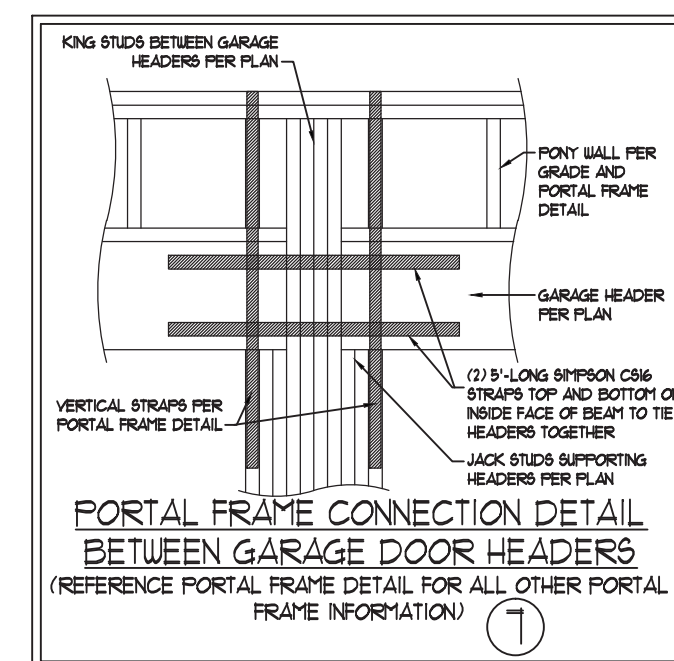 KING STUDS BETWEEN GARAGE
HEADERS PER PLAN
PONY WALL PER
GRADE AND
PORTAL FRAME
DETAIL
GARAGE HEADER
PER PLAN
(2) 5'-LONG SIMPSON CS16
STRAPS TOP AND BOTTOM OF
INSIDE FACE OF BEAM TO TIE
HEADERS TOGETHER
VERTICAL STRAPS PER
PORTAL FRAME DETAIL
JACK STUDS SUPPORTING
HEADERS PER PLAN
PORTAL FRAME CONNECTION DETAIL
BETWEEN GARAGE DOOR HEADERS
(REFERENCE PORTAL FRAME DETAIL FOR ALL OTHER PORTAL
FRAME INFORMATION)
7